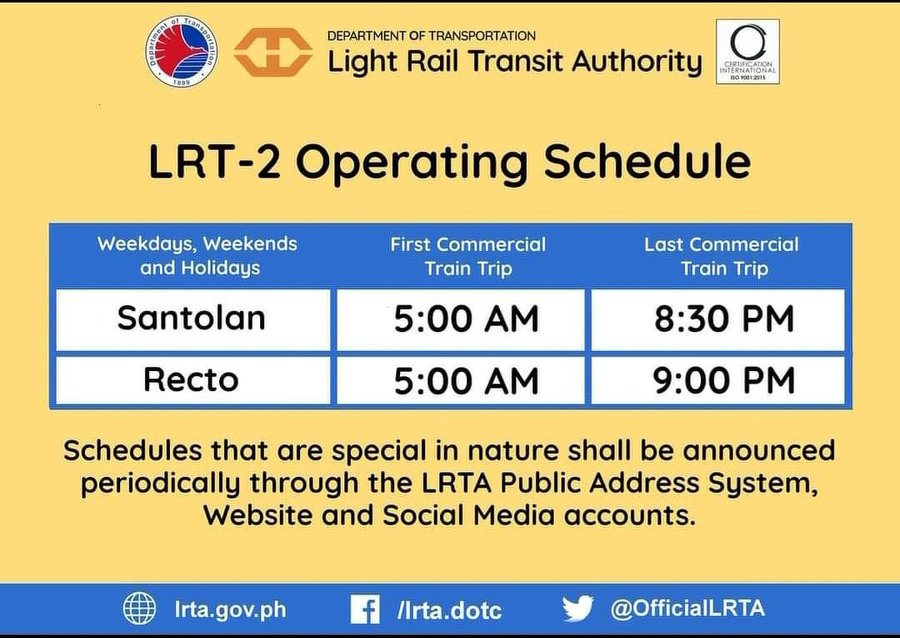 Department of Transportation
1899
DEPARTMENT OF TRANSPORTATION
Light Rail Transit Authority
CERTIFICATION
INTERNATIONAL
ISO 9001:2015
LRT-2 Operating Schedule
Weekdays, Weekends
and Holidays
First Commercial
Train Trip
Last Commercial
Train Trip
Santolan
5:00 AM
8:30 PM
Recto
5:00 AM
9:00 PM
Schedules that are special in nature shall be announced
periodically through the LRTA Public Address System,
Website and Social Media accounts.
lrta.gov.ph
/lrta.dotc
@OfficialLRTA